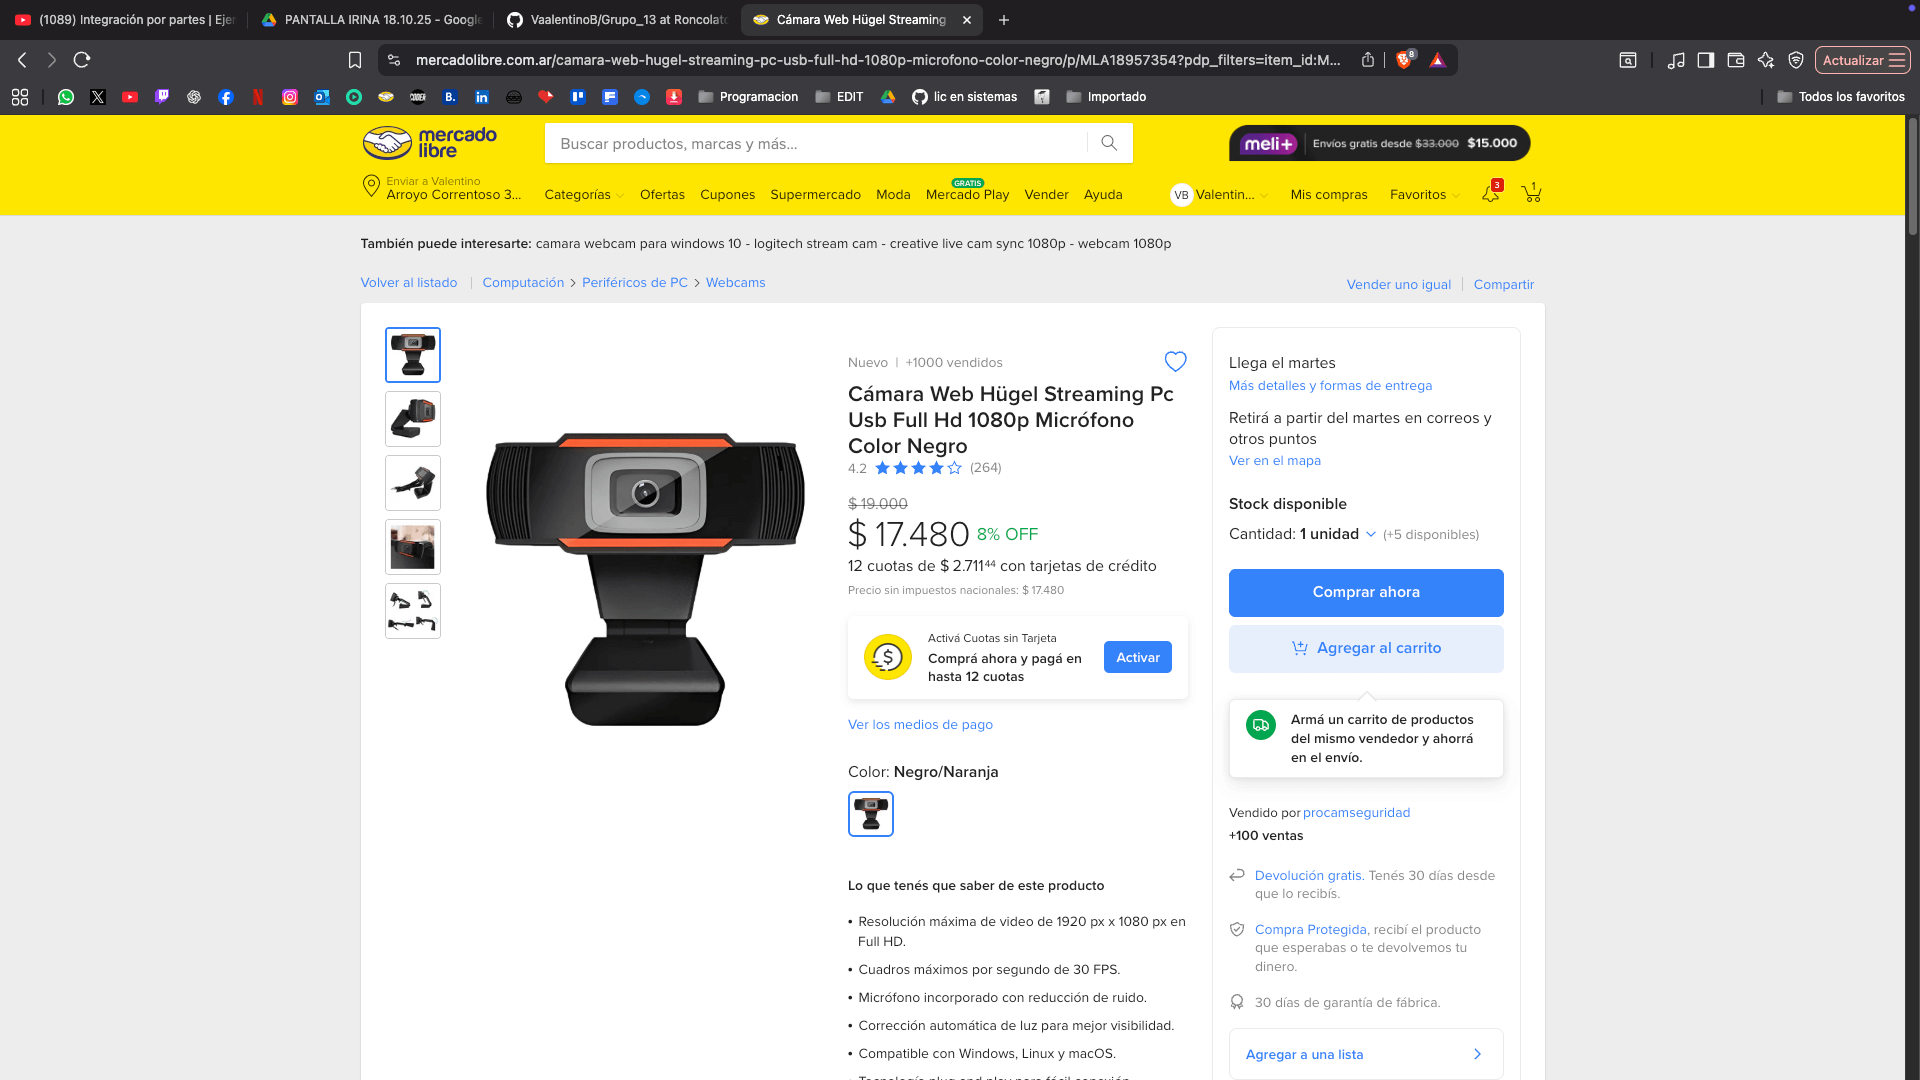 (1089) Integración por partes | Ejer
PANTALLA IRINA 18.10.25 - Google
VaalentinoB/Grupo_13 at Roncolato
Cámara Web Hügel Streaming
mercadolibre.com.ar/camara-web-hugel-streaming-pc-usb-full-hd-1080p-microfono-color-negro/p/MLA18957354?pdp_filters=item_id:M...
8
Actualizar
Programacion
EDIT
lic en sistemas
Importado
Todos los favoritos
mercado
libre
Buscar productos, marcas y más...
meli+
Envíos gratis desde $33.000 $15.000
Enviar a Valentino
Arroyo Correntoso 3...
Categorías
Ofertas
Cupones
Supermercado
Moda
GRATIS
Mercado Play
Vender
Ayuda
VB
Valentin...
Mis compras
Favoritos
3
1
También puede interesarte: camara webcam para windows 10 - logitech stream cam - creative live cam sync 1080p - webcam 1080p
Volver al listado
Computación
Periféricos de PC
Webcams
Vender uno igual
Compartir
Nuevo | +1000 vendidos
Cámara Web Hügel Streaming Pc
Usb Full Hd 1080p Micrófono
Color Negro
4.2 (264)
$ 19.000
$ 17.480 8% OFF
12 cuotas de $ 2.711⁴⁴ con tarjetas de crédito
Precio sin impuestos nacionales: $ 17.480
Activá Cuotas sin Tarjeta
Comprá ahora y pagá en
hasta 12 cuotas
Activar
Ver los medios de pago
Color: Negro/Naranja
Lo que tenés que saber de este producto
• Resolución máxima de video de 1920 px x 1080 px en
Full HD.
• Cuadros máximos por segundo de 30 FPS.
• Micrófono incorporado con reducción de ruido.
• Corrección automática de luz para mejor visibilidad.
• Compatible con Windows, Linux y macOS.
• Tecnología plug and play para fácil conexión.
Llega el martes
Más detalles y formas de entrega
Retirá a partir del martes en correos y
otros puntos
Ver en el mapa
Stock disponible
Cantidad: 1 unidad (+5 disponibles)
Comprar ahora
Agregar al carrito
Armá un carrito de productos
del mismo vendedor y ahorrá
en el envío.
Vendido por procamseguridad
+100 ventas
Devolución gratis. Tenés 30 días desde
que lo recibís.
Compra Protegida, recibí el producto
que esperabas o te devolvemos tu
dinero.
30 días de garantía de fábrica.
Agregar a una lista